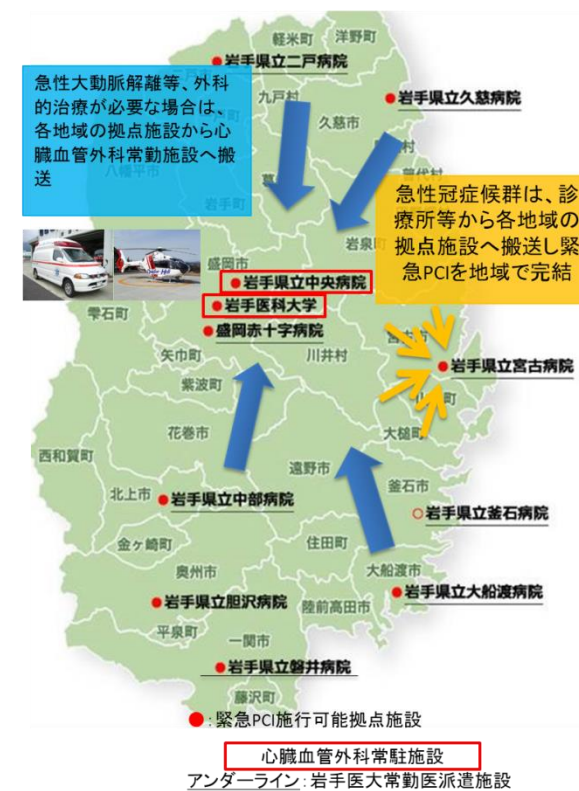 軽米町
洋野町
岩手県立二戸病院
急性大動脈解離等、外科
的治療が必要な場合は、
各地域の拠点施設から心
臓血管外科常勤施設へ搬
送
九戸村
岩手県立久慈病院
久慈市
急性冠症候群は、診
療所等から各地域の
拠点施設へ搬送し緊
急PCIを地域で完結
八幡平市
岩手町
盛岡市
岩手県立中央病院
岩手医科大学
雫石町
盛岡赤十字病院
矢巾町
川井村
岩手県立宮古病院
紫波町
花巻市
大槌町
西和賀町
遠野市
釜石市
北上市
岩手県立中部病院
岩手県立釜石病院
金ヶ崎町
住田町
奥州市
大船渡市
岩手県立大船渡病院
岩手県立胆沢病院
陸前高田市
平泉町
一関市
岩手県立磐井病院
藤沢町
:緊急PCI施行可能拠点施設
心臓血管外科常駐施設
アンダーライン:岩手医大常勤医派遣施設